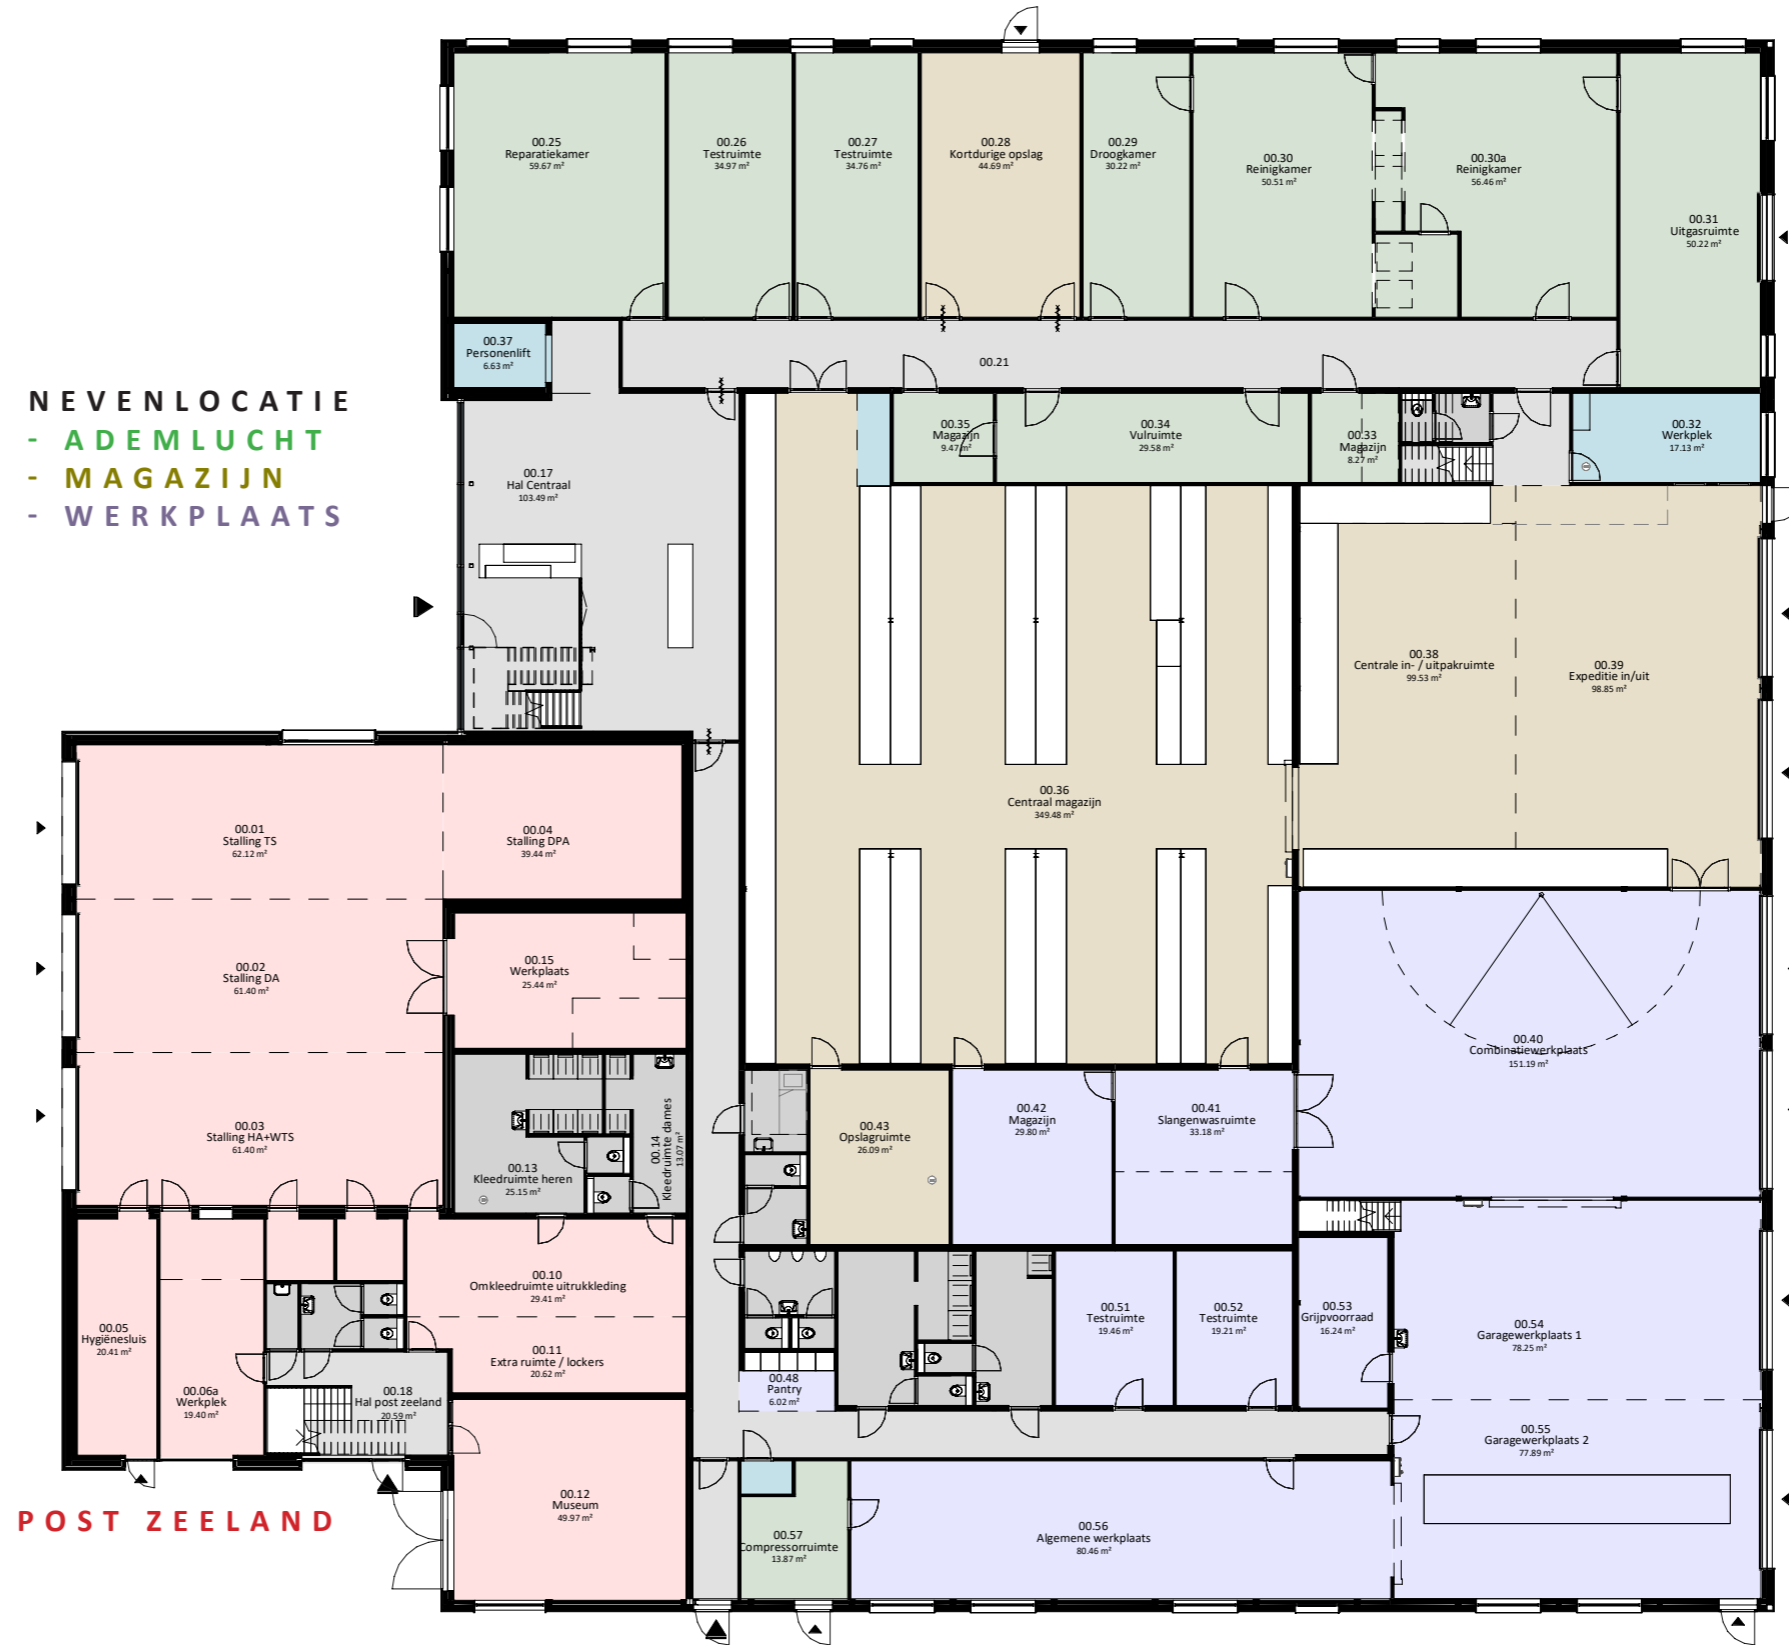 00.25
Reparatiekamer
59.67 m²
00.26
Testruimte
34.97 m²
00.27
Testruimte
34.76 m²
00.28
Kortdurige opslag
44.69 m²
00.29
Droogkamer
30.22 m²
00.30
Reinigkamer
50.51 m²
00.30a
Reinigkamer
56.46 m²
00.31
Uitgasruimte
50.22 m²
00.37
Personenlift
6.63 m²
00.21
NEVENLOCATIE
- ADEMLUCHT
- MAGAZIJN
- WERKPLAATS
00.35
Magazijn
9.47 m²
00.34
Vulruimte
29.58 m²
00.33
Magazijn
8.27 m²
00.32
Werkplek
17.13 m²
00.17
Hal Centraal
103.49 m²
00.38
Centrale in- / uitpakruimte
99.53 m²
00.39
Expeditie in/uit
98.85 m²
00.36
Centraal magazijn
349.48 m²
00.01
Stalling TS
62.12 m²
00.04
Stalling DPA
39.44 m²
00.02
Stalling DA
61.40 m²
00.15
Werkplaats
25.44 m²
00.03
Stalling HA+WTS
61.40 m²
00.13
Kleedruimte heren
25.15 m²
00.14
Kleedruimte dames
13.07 m²
00.43
Opslagruimte
26.09 m²
00.42
Magazijn
29.80 m²
00.41
Slangenwasruimte
33.18 m²
00.40
Combinatiewerkplaats
151.19 m²
00.05
Hygiënesluis
20.41 m²
00.06a
Werkplek
19.40 m²
00.10
Omkleedruimte uitrukkleding
29.41 m²
00.11
Extra ruimte / lockers
20.62 m²
00.18
Hal post zeeland
20.59 m²
00.48
Pantry
6.02 m²
00.51
Testruimte
19.46 m²
00.52
Testruimte
19.21 m²
00.53
Grijpvoorraad
16.24 m²
00.54
Garagewerkplaats 1
78.25 m²
00.55
Garagewerkplaats 2
77.89 m²
00.12
Museum
49.97 m²
POST ZEELAND
00.57
Compressorruimte
13.87 m²
00.56
Algemene werkplaats
80.46 m²